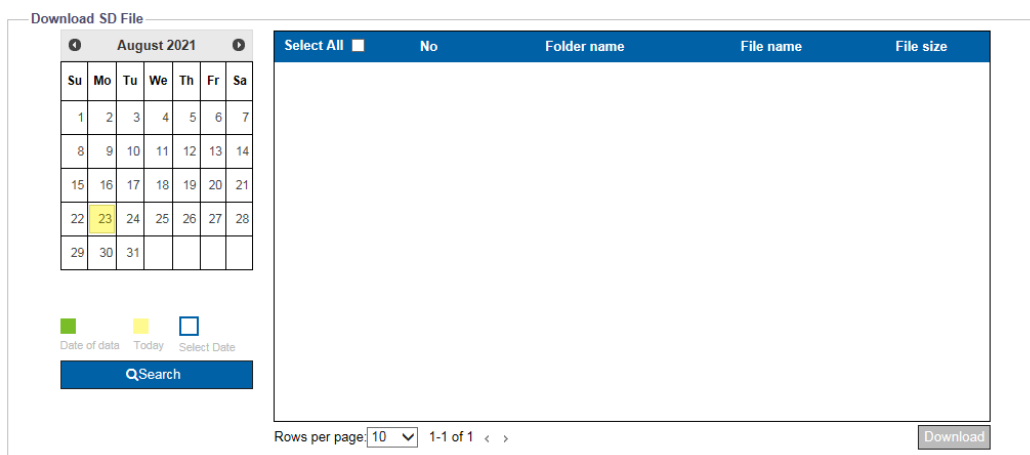 Download SD File
August 2021
Su Mo Tu We Th Fr Sa
1 2 3 4 5 6 7
8 9 10 11 12 13 14
15 16 17 18 19 20 21
22 23 24 25 26 27 28
29 30 31
Date of data Today Select Date
Search
Select All No Folder name File name File size
Rows per page: 10 1-1 of 1 < >
Download